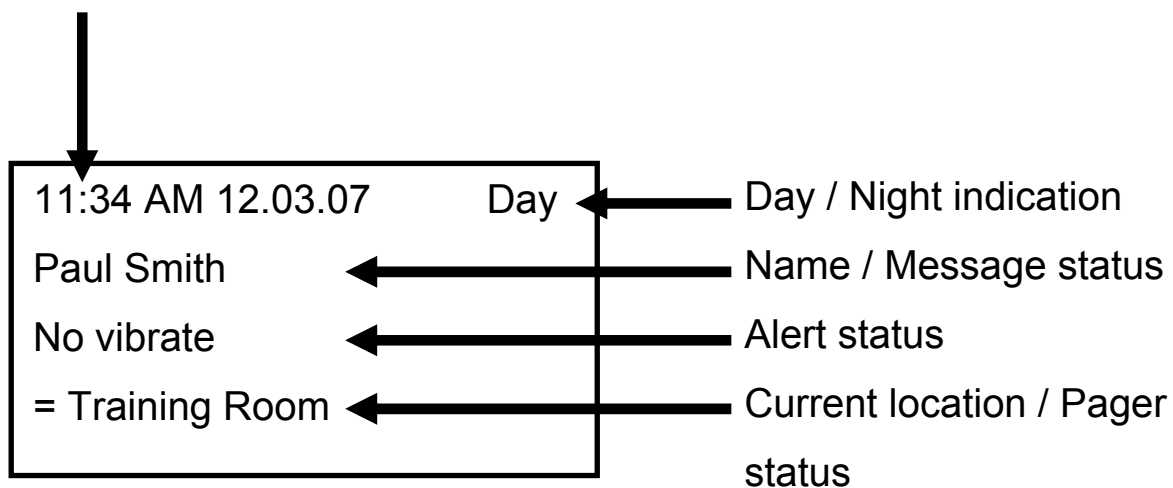 11:34 AM 12.03.07 Day
Day / Night indication
Paul Smith
Name / Message status
No vibrate
Alert status
= Training Room
Current location / Pager
status